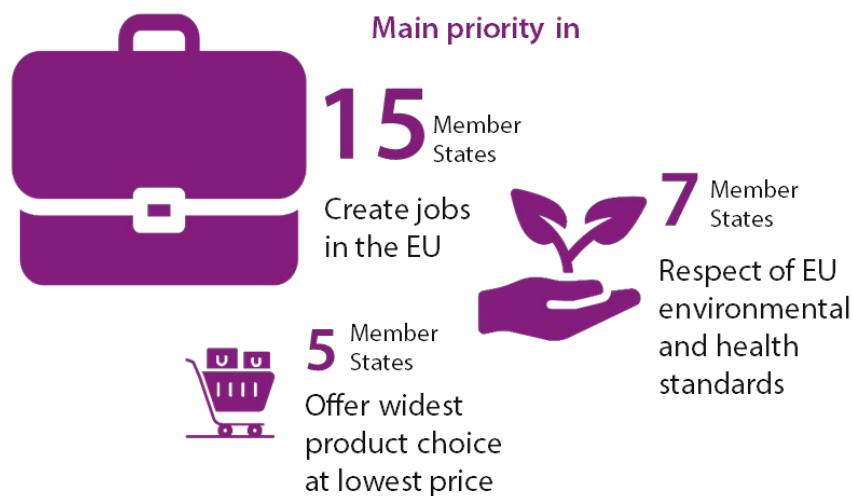 Main priority in
15 Member
States
Create jobs
in the EU
7 Member
States
Respect of EU
environmental
and health
standards
5 Member
States
Offer widest
product choice
at lowest price